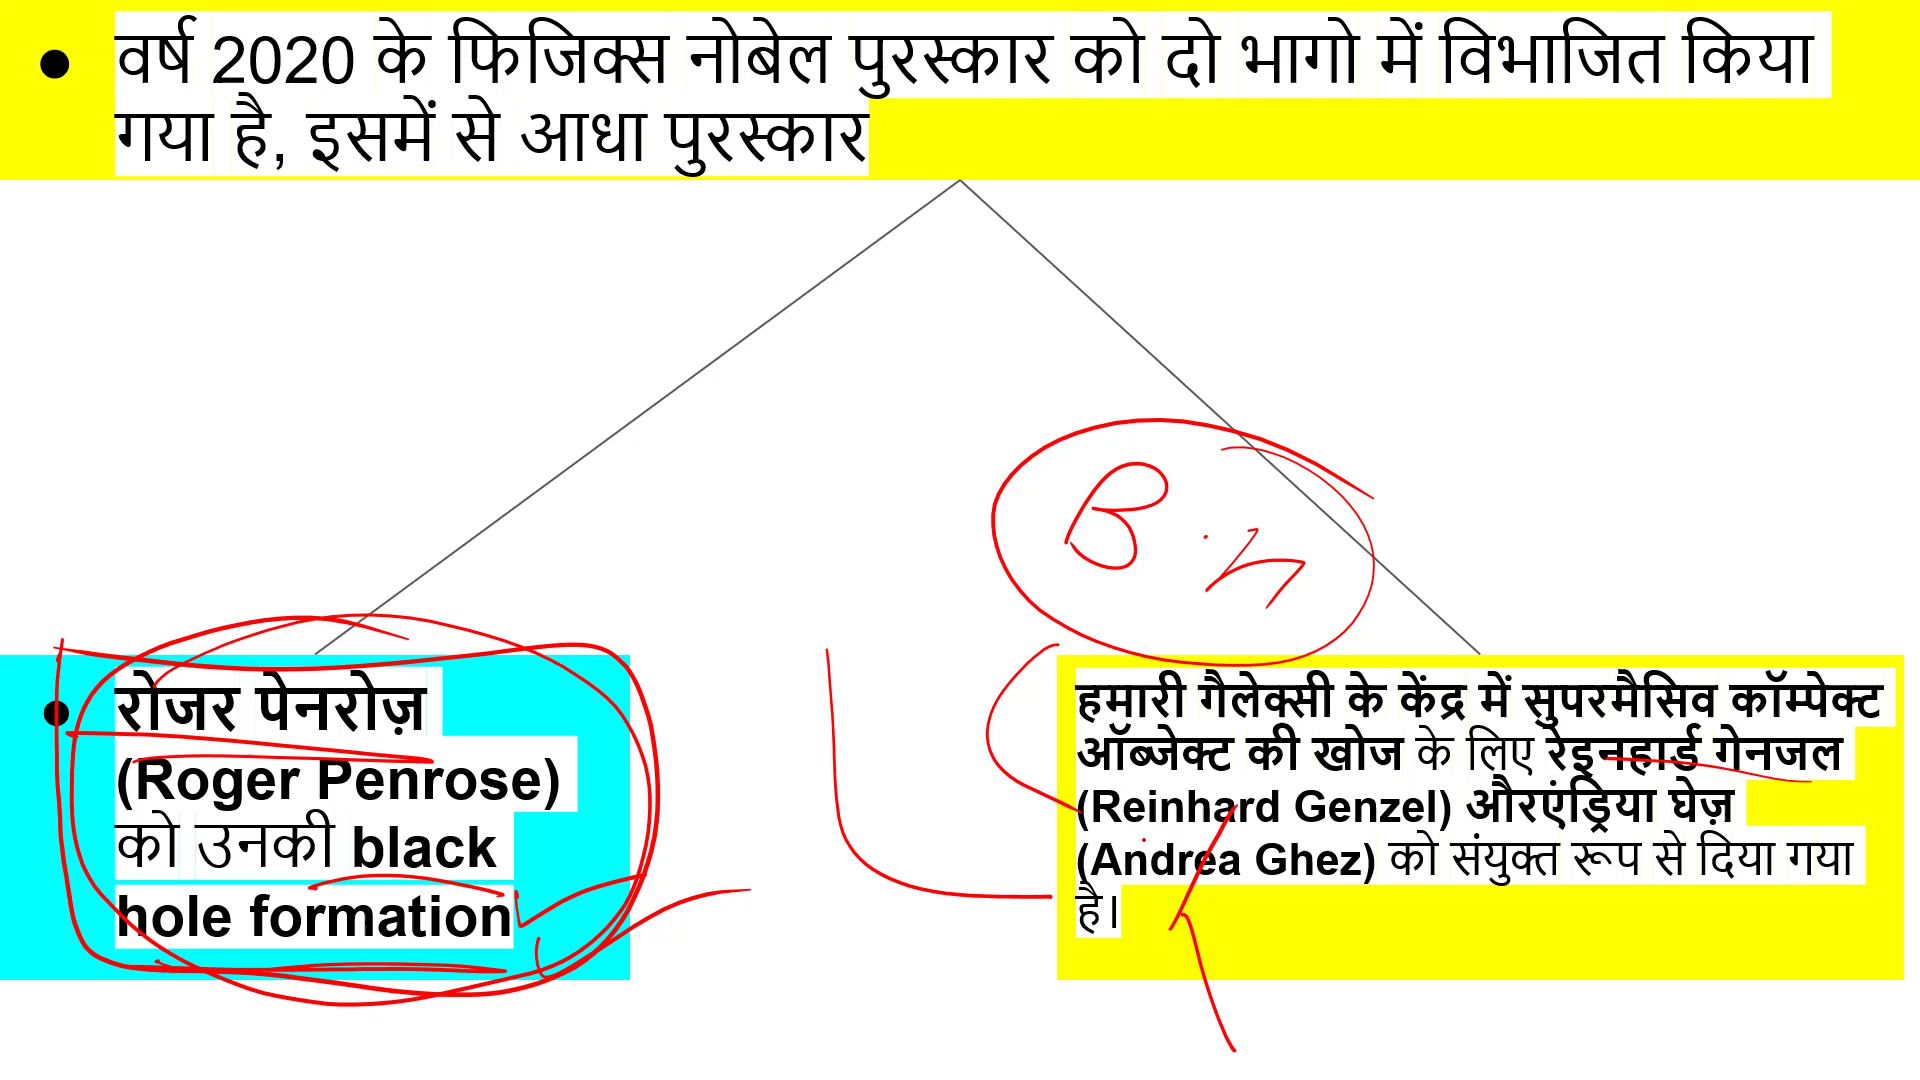 ● वर्ष 2020 के फिजिक्स नोबेल पुरस्कार को दो भागो में विभाजित किया
गया है, इसमें से आधा पुरस्कार
B.H
● रोजर पेनरोज़
(Roger Penrose)
को उनकी black
hole formation
हमारी गैलेक्सी के केंद्र में सुपरमैसिव कॉम्पेक्ट
ऑब्जेक्ट की खोज के लिए रेइनहार्ड गेनजल
(Reinhard Genzel) औरएंड्रिया घेज़
(Andrea Ghez) को संयुक्त रूप से दिया गया
है।